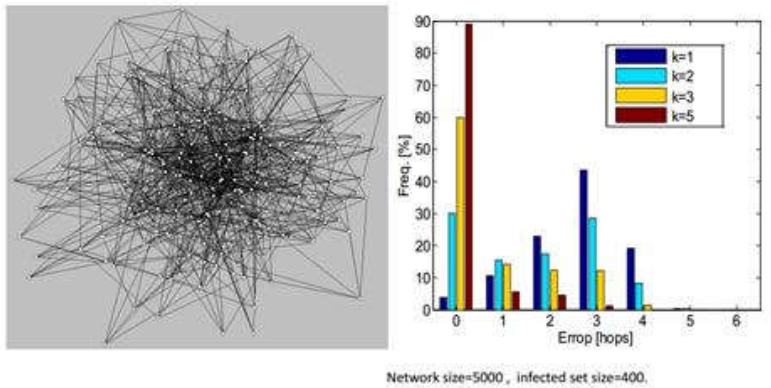 90
80
70
60
50
40
30
20
10
0
Freq. [%]
k=1
k=2
k=3
k=5
0 1 2 3 4 5 6
Errop [hops]
Network size=5000 , infected set size=400.